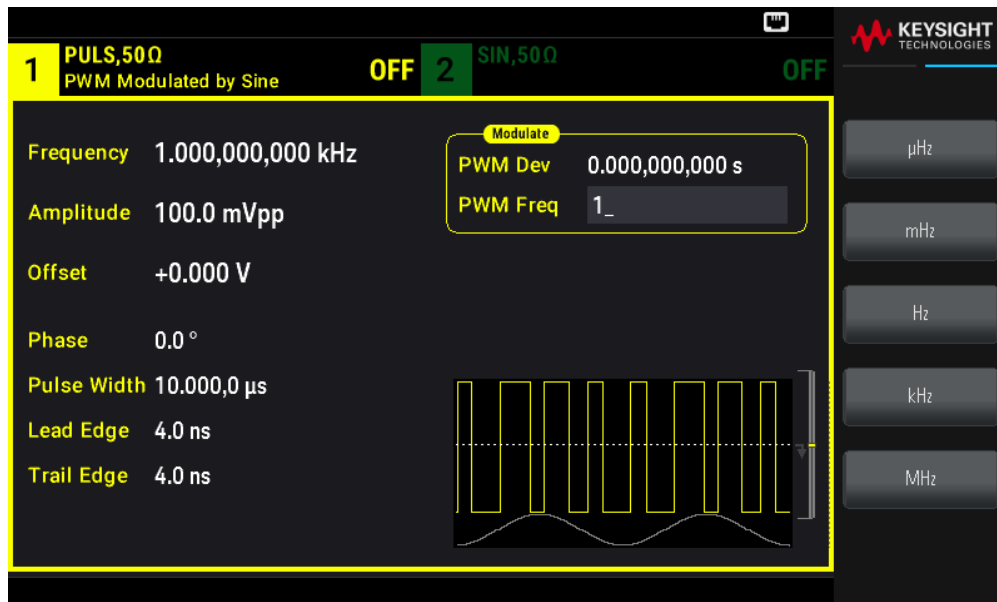 KEYSIGHT
TECHNOLOGIES
1 PULS,50Ω OFF
PWM Modulated by Sine
2 SIN,50Ω OFF
Frequency 1.000,000,000 kHz
Amplitude 100.0 mVpp
Offset +0.000 V
Phase 0.0 °
Pulse Width 10.000,0 µs
Lead Edge 4.0 ns
Trail Edge 4.0 ns
Modulate
PWM Dev 0.000,000,000 s
PWM Freq 1_
µHz
mHz
Hz
kHz
MHz